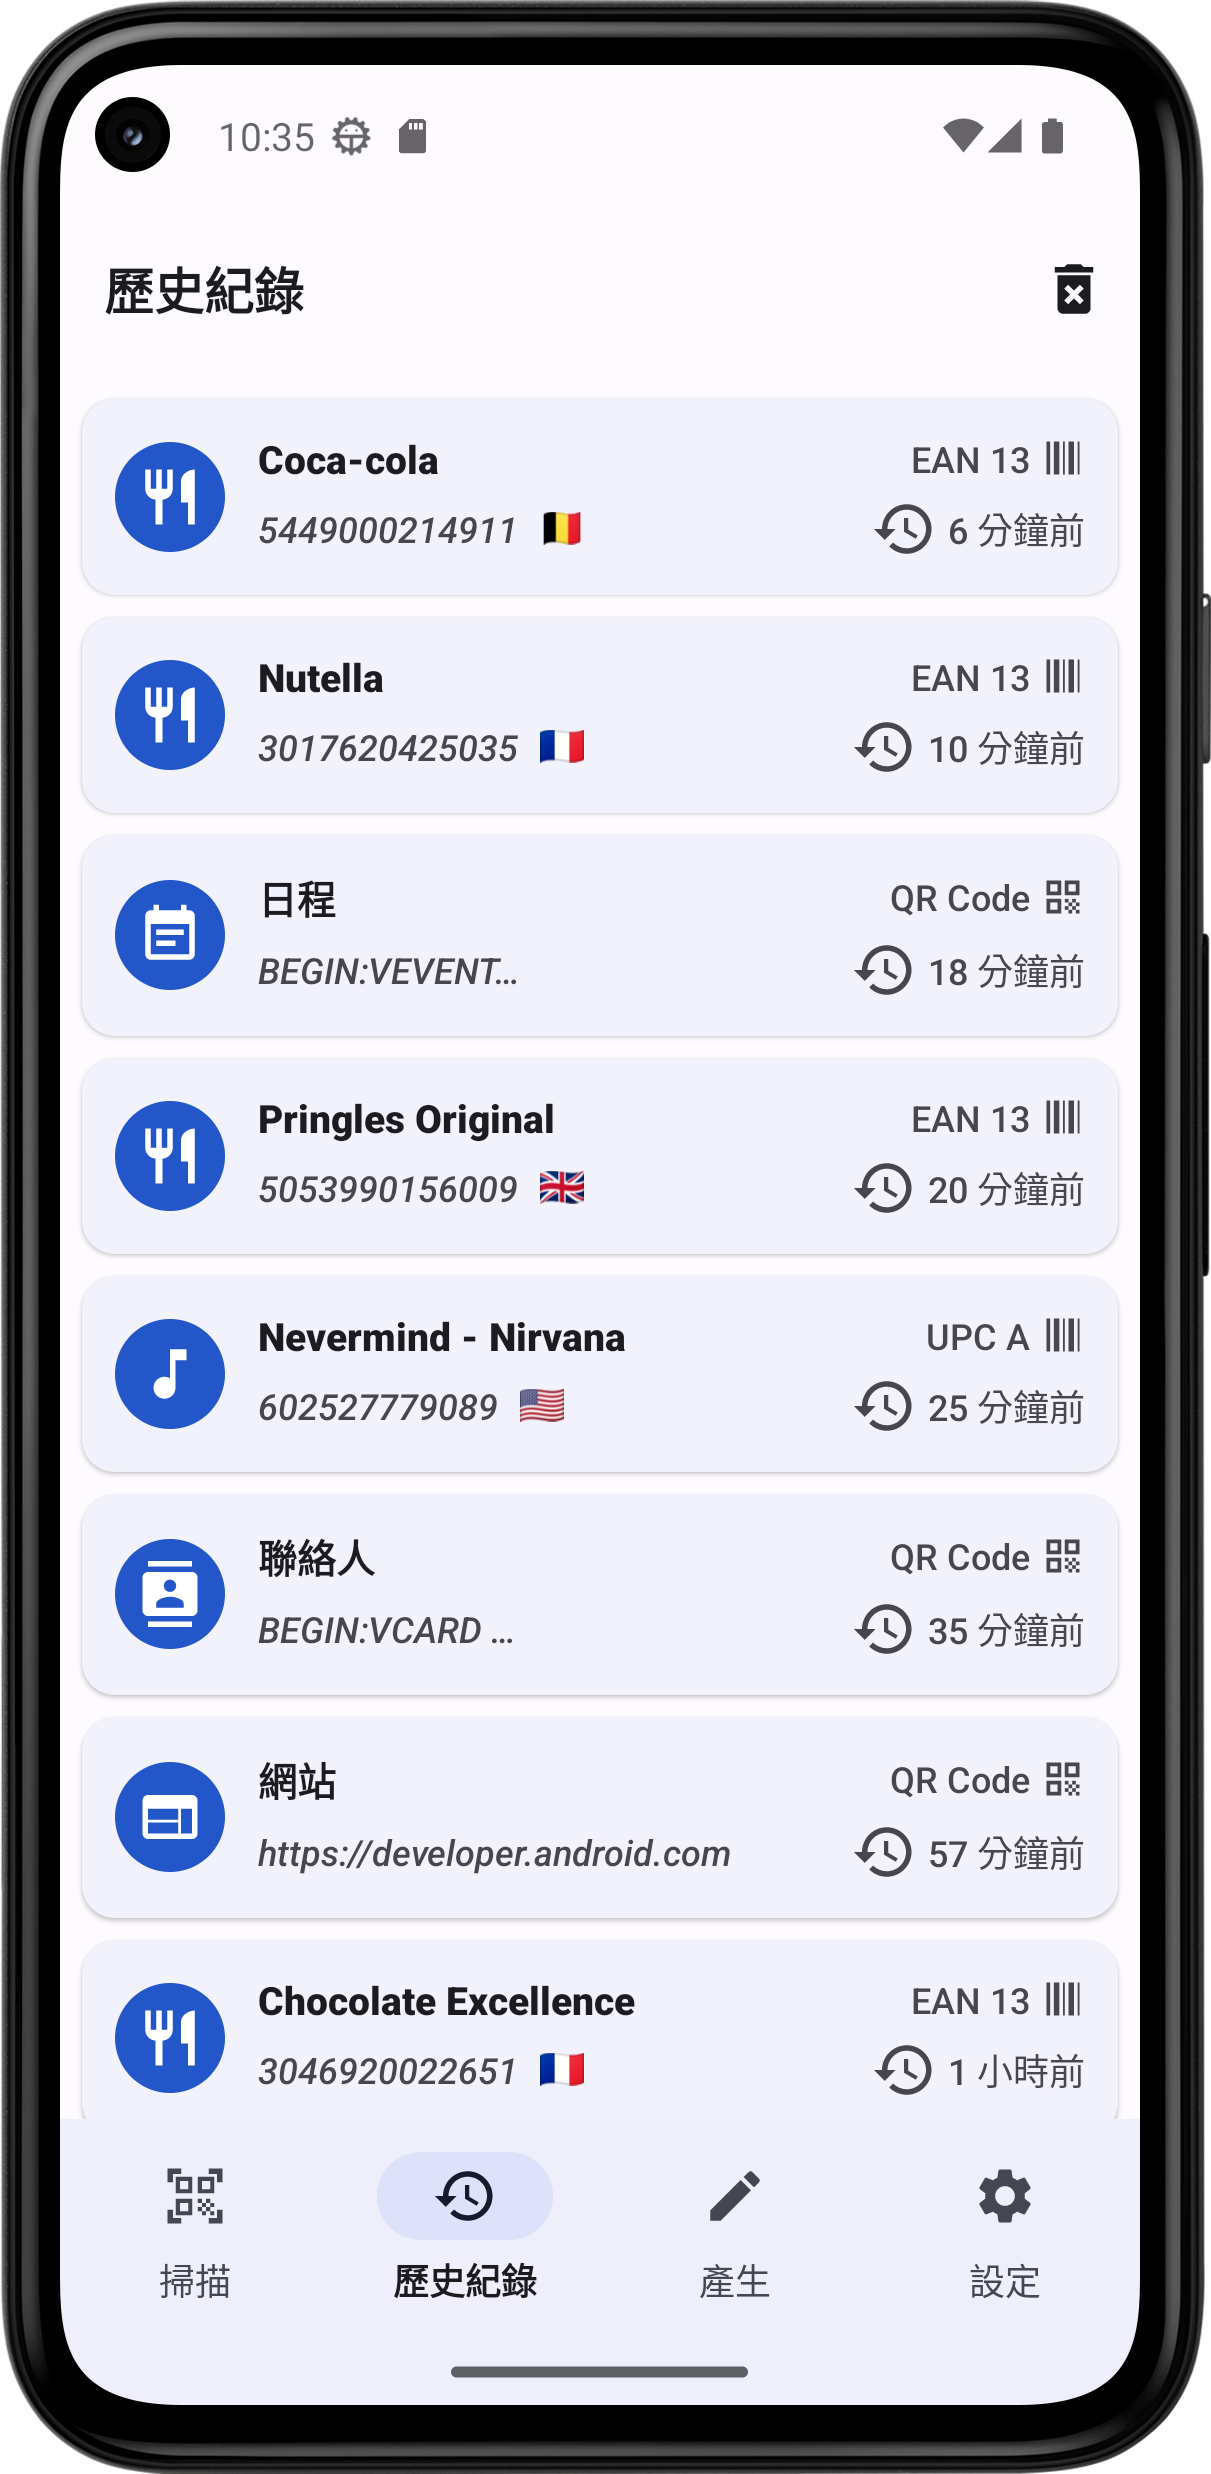 10:35
歷史紀錄
Coca-cola
EAN 13
5449000214911
6 分鐘前
Nutella
EAN 13
3017620425035
10 分鐘前
日程
QR Code
BEGIN:VEVENT...
18 分鐘前
Pringles Original
EAN 13
5053990156009
20 分鐘前
Nevermind - Nirvana
UPC A
602527779089
25 分鐘前
聯絡人
QR Code
BEGIN:VCARD ...
35 分鐘前
網站
QR Code
https://developer.android.com
57 分鐘前
Chocolate Excellence
EAN 13
3046920022651
1 小時前
掃描
歷史紀錄
產生
設定